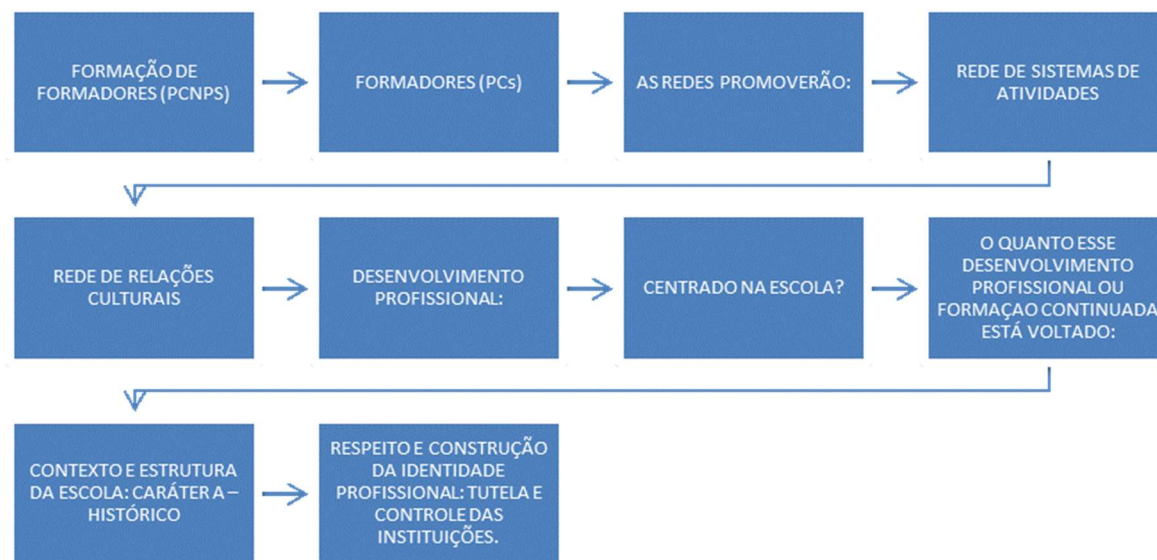 FORMAÇÃO DE
FORMADORES (PCNPS)
FORMADORES (PCs)
AS REDES PROMOVERÃO:
REDE DE SISTEMAS DE
ATIVIDADES
REDE DE RELAÇÕES
CULTURAIS
DESENVOLVIMENTO
PROFISSIONAL:
CENTRADO NA ESCOLA?
O QUANTO ESSE
DESENVOLVIMENTO
PROFISSIONAL OU
FORMAÇAO CONTINUADA
ESTÁ VOLTADO:
CONTEXTO E ESTRUTURA
DA ESCOLA: CARÁTER A –
HISTÓRICO
RESPEITO E CONSTRUÇÃO
DA IDENTIDADE
PROFISSIONAL: TUTELA E
CONTROLE DAS
INSTITUIÇÕES.